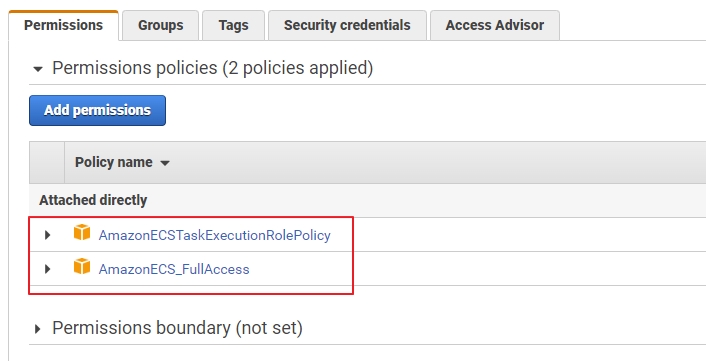 Permissions Groups Tags Security credentials Access Advisor
Permissions policies (2 policies applied)
Add permissions
Policy name
Attached directly
AmazonECSTaskExecutionRolePolicy
AmazonECS_FullAccess
Permissions boundary (not set)